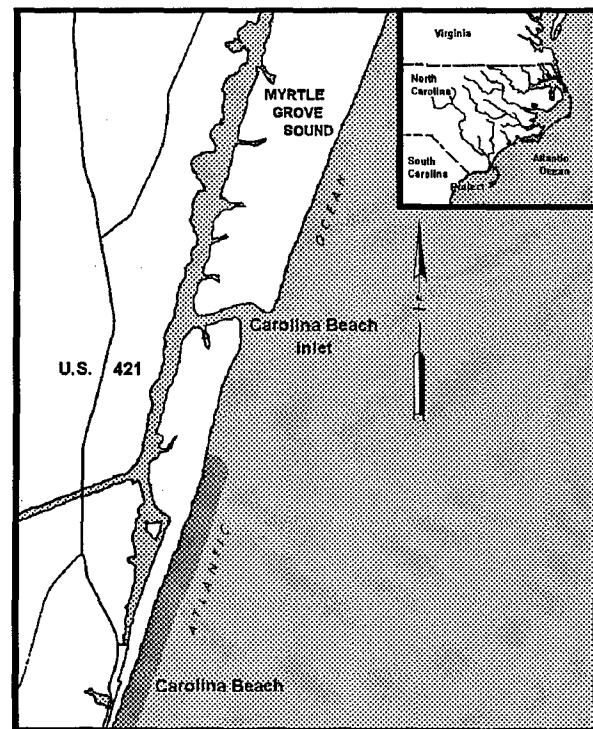 MYRTLE
GROVE
SOUND
OCEAN
Carolina Beach
Inlet
U.S. 421
ATLANTIC
Carolina Beach
Virginia
North
Carolina
South
Carolina
Atlantic
Ocean
Project